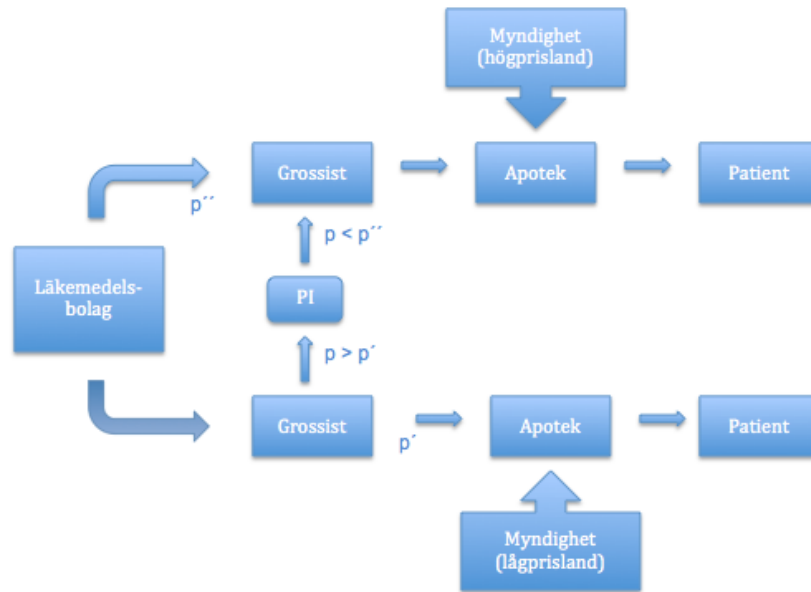 Myndighet
(högprisland)
Grossist
Apotek
Patient
p´´
p < p´´
Läkemedels-
bolag
PI
p > p´
Grossist
p´
Apotek
Patient
Myndighet
(lågprisland)